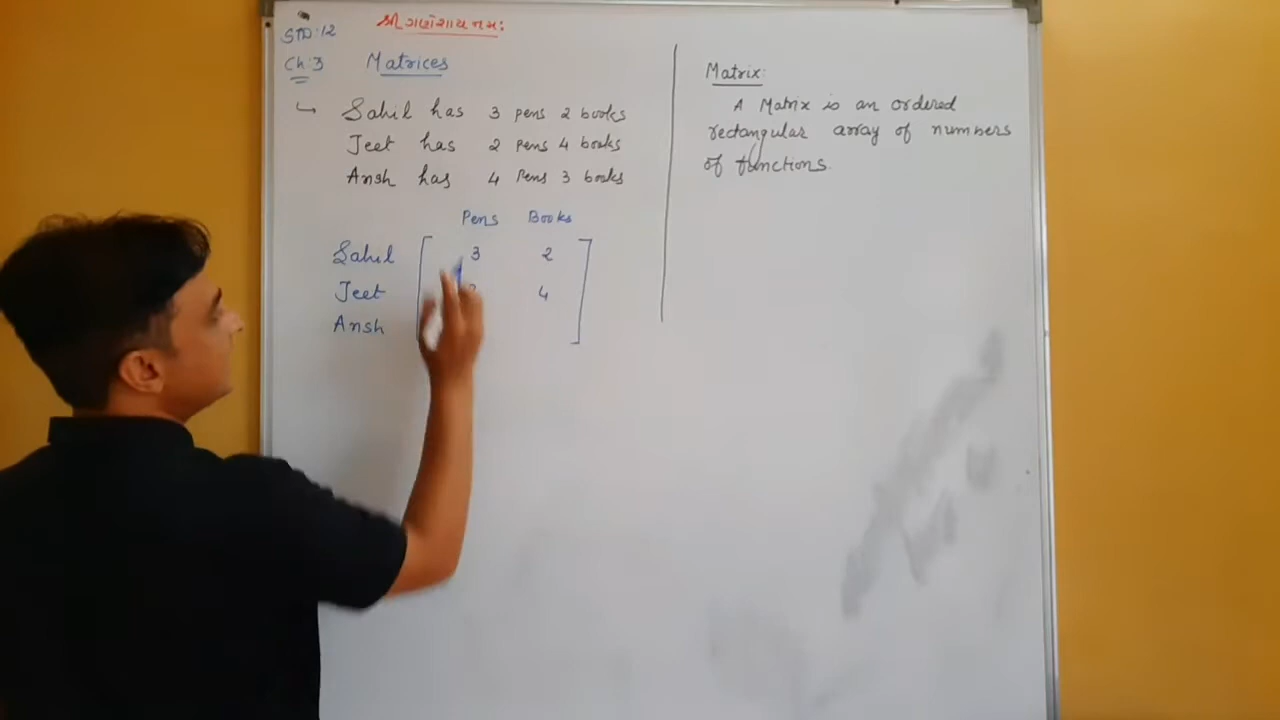 શ્રી ગણેશાય નમઃ
STD:12
Ch:3 Matrices
↳ Sahil has 3 pens 2 books
Jeet has 2 Pens 4 books
Ansh has 4 Pens 3 books
Pens Books
Sahil 3 2
Jeet 4
Ansh
Matrix:
A Matrix is an ordered
rectangular array of numbers
of functions.